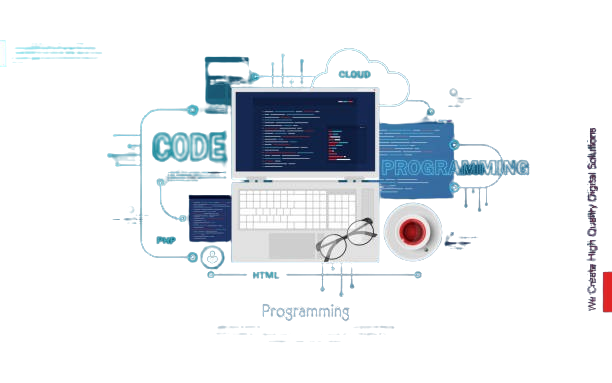 CLOUD
CODE
PROGRAMMING
PHP
HTML
Programming
We Create High Quality Digital Solutions